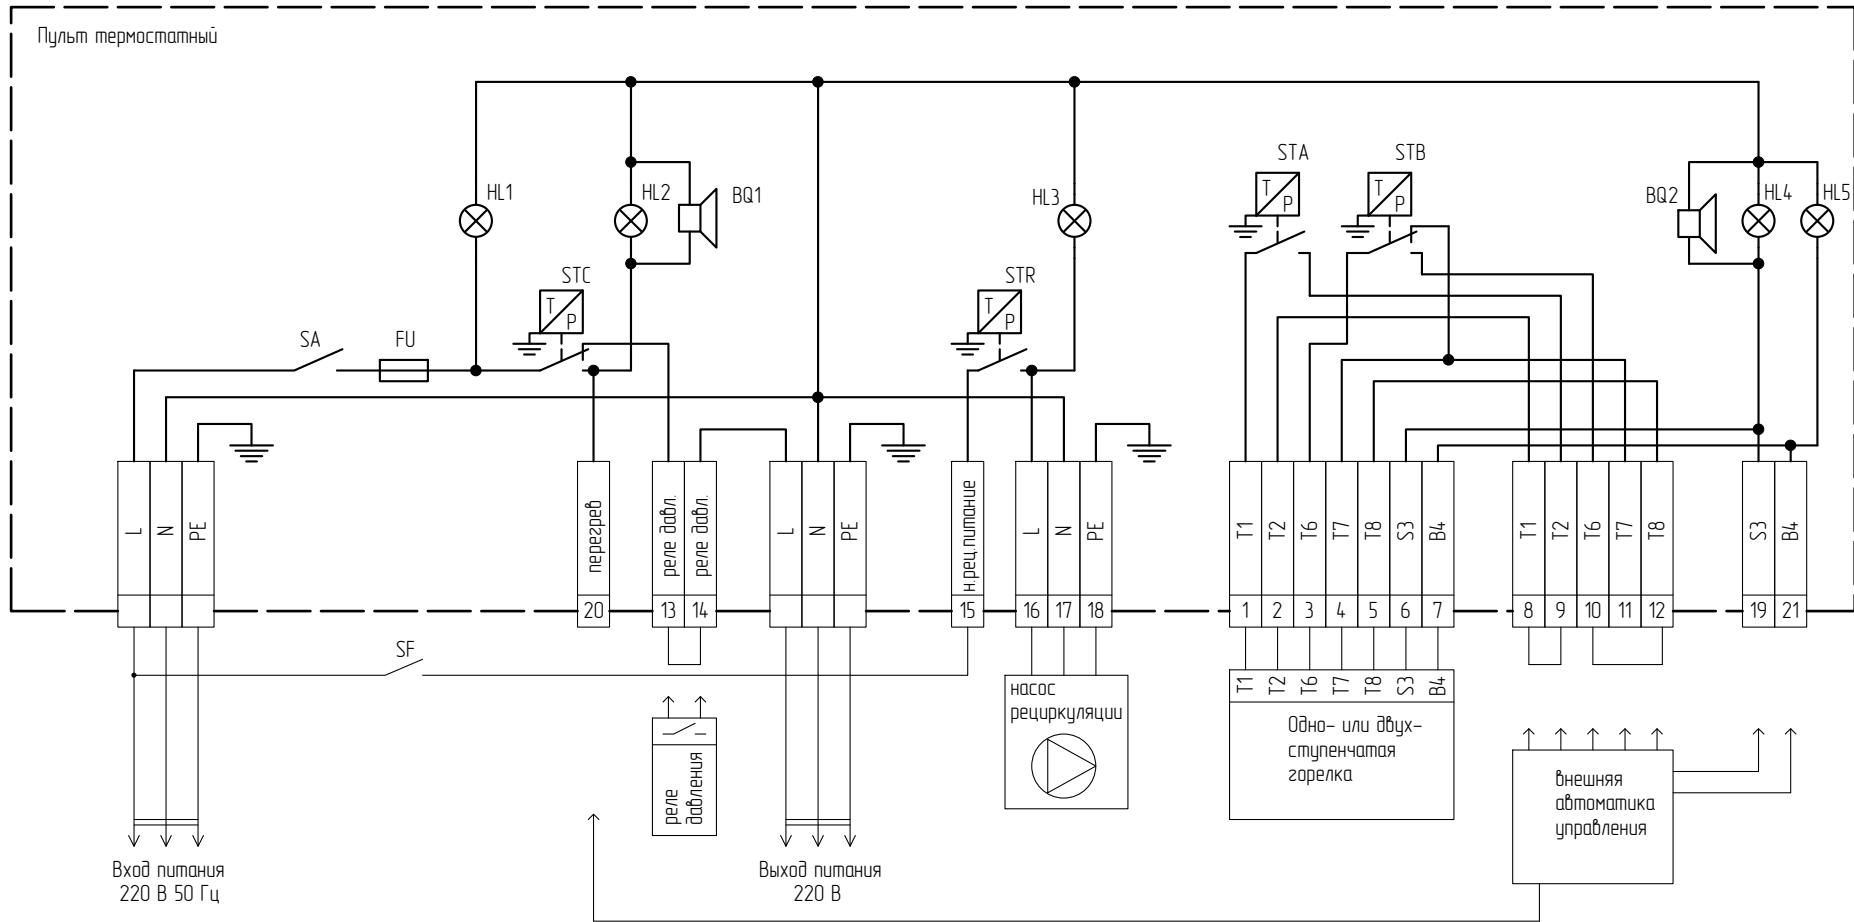 Пульт термостатный
HL1
HL2
BQ1
HL3
STA
STB
BQ2
HL4
HL5
T
P
T
P
SA
FU
STC
T
P
STR
T
P
L
N
PE
перегрев
реле давл.
реле давл.
L
N
PE
н.рец.питание
L
N
PE
T1
T2
T6
T7
T8
S3
B4
T1
T2
T6
T7
T8
S3
B4
20
13
14
15
16
17
18
1
2
3
4
5
6
7
8
9
10
11
12
19
21
SF
T1
T2
T6
T7
T8
S3
B4
насос
рециркуляции
Одно- или двух-
ступенчатая
горелка
реле
давления
внешняя
автоматика
управления
Вход питания
220 В 50 Гц
Выход питания
220 В